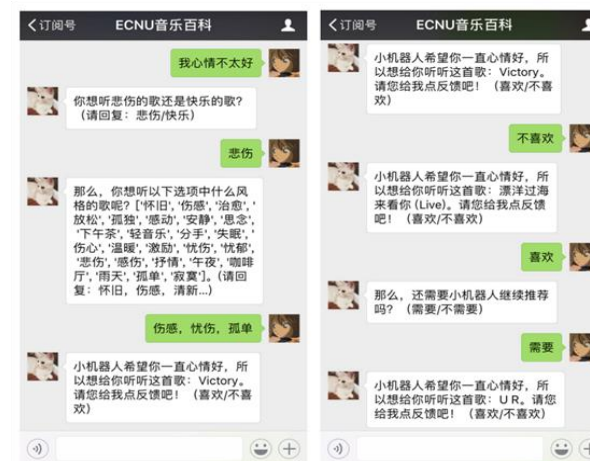 订阅号 ECNU音乐百科
我心情不太好
你想听悲伤的歌还是快乐的歌?
(请回复: 悲伤/快乐)
悲伤
那么，你想听以下选项中什么风
格的歌呢? ['怀旧', '伤感', '治愈', '
放松', '孤独', '感动', '安静', '思念',
'下午茶', '轻音乐', '分手', '失眠', '
伤心', '温暖', '激励', '忧伤', '忧郁',
'悲伤', '感伤', '抒情', '午夜', '咖啡
厅', '雨天', '孤单', '寂寞']。(请回
复: 怀旧，伤感，清新...)
伤感，忧伤，孤单
小机器人希望你一直心情好，所
以想给你听听这首歌: Victory。
请您给我点反馈吧! (喜欢/不喜
欢)
订阅号 ECNU音乐百科
小机器人希望你一直心情好，所
以想给你听听这首歌: Victory。
请您给我点反馈吧! (喜欢/不喜
欢)
不喜欢
小机器人希望你一直心情好，所
以想给你听听这首歌: 漂洋过海
来看你 (Live)。请您给我点反馈
吧! (喜欢/不喜欢)
喜欢
那么，还需要小机器人继续推荐
吗? (需要/不需要)
需要
小机器人希望你一直心情好，所
以想给你听听这首歌: U R。请您
给我点反馈吧! (喜欢/不喜欢)